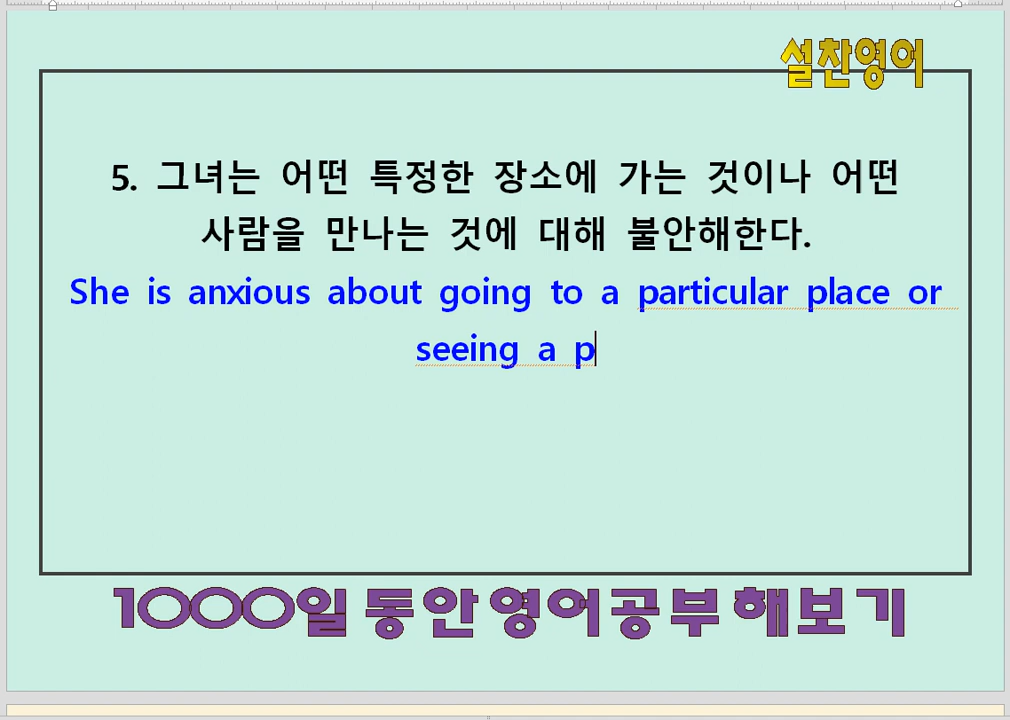 설찬영어
5. 그녀는 어떤 특정한 장소에 가는 것이나 어떤
사람을 만나는 것에 대해 불안해한다.
She is anxious about going to a particular place or
seeing a p
1000일동안영어공부해보기